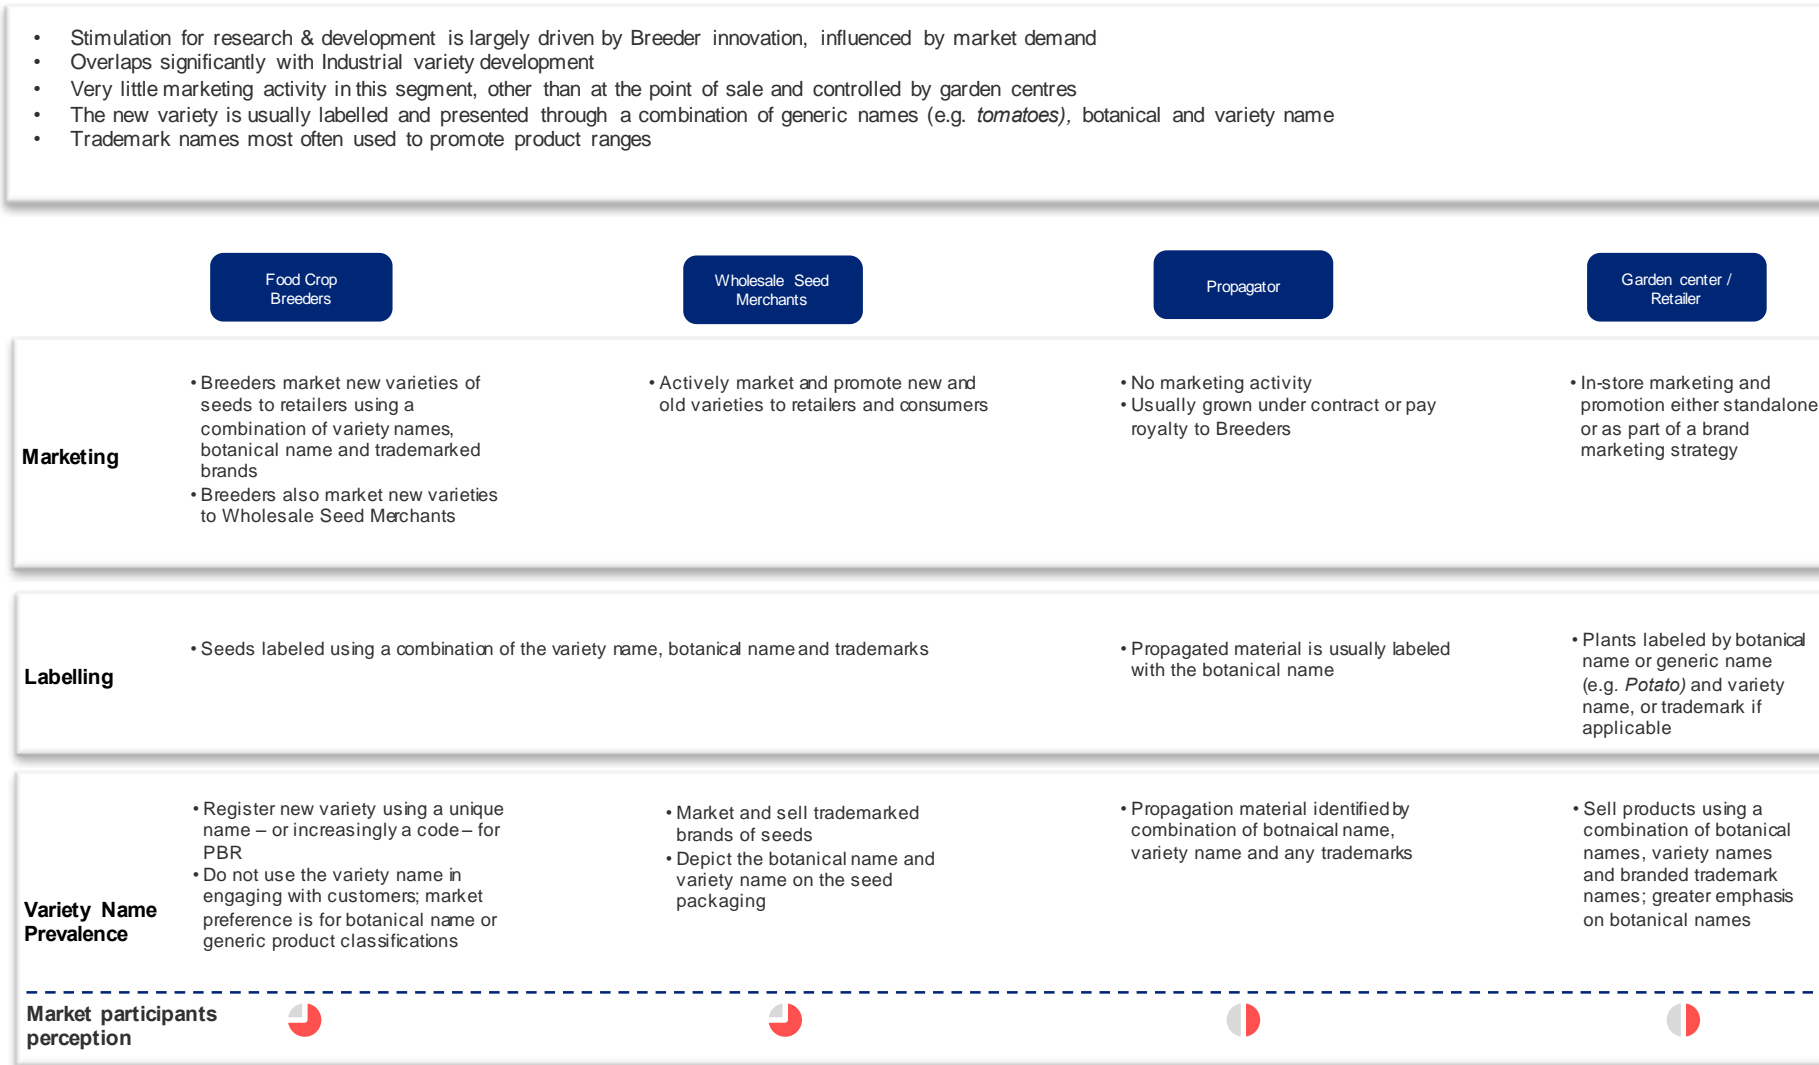 • Stimulation for research & development is largely driven by Breeder innovation, influenced by market demand
• Overlaps significantly with Industrial variety development
• Very little marketing activity in this segment, other than at the point of sale and controlled by garden centres
• The new variety is usually labelled and presented through a combination of generic names (e.g. tomatoes), botanical and variety name
• Trademark names most often used to promote product ranges
Food Crop
Breeders
Wholesale Seed
Merchants
Propagator
Garden center /
Retailer
Marketing
• Breeders market new varieties of
seeds to retailers using a
combination of variety names,
botanical name and trademarked
brands
• Breeders also market new varieties
to Wholesale Seed Merchants
• Actively market and promote new and
old varieties to retailers and consumers
• No marketing activity
• Usually grown under contract or pay
royalty to Breeders
• In-store marketing and
promotion either standalone
or as part of a brand
marketing strategy
Labelling
• Seeds labeled using a combination of the variety name, botanical name and trademarks
• Propagated material is usually labeled
with the botanical name
• Plants labeled by botanical
name or generic name
(e.g. Potato) and variety
name, or trademark if
applicable
Variety Name
Prevalence
• Register new variety using a unique
name – or increasingly a code – for
PBR
• Do not use the variety name in
engaging with customers; market
preference is for botanical name or
generic product classifications
• Market and sell trademarked
brands of seeds
• Depict the botanical name and
variety name on the seed
packaging
• Propagation material identified by
combination of botnaical name,
variety name and any trademarks
• Sell products using a
combination of botanical
names, variety names
and branded trademark
names; greater emphasis
on botanical names
Market participants
perception